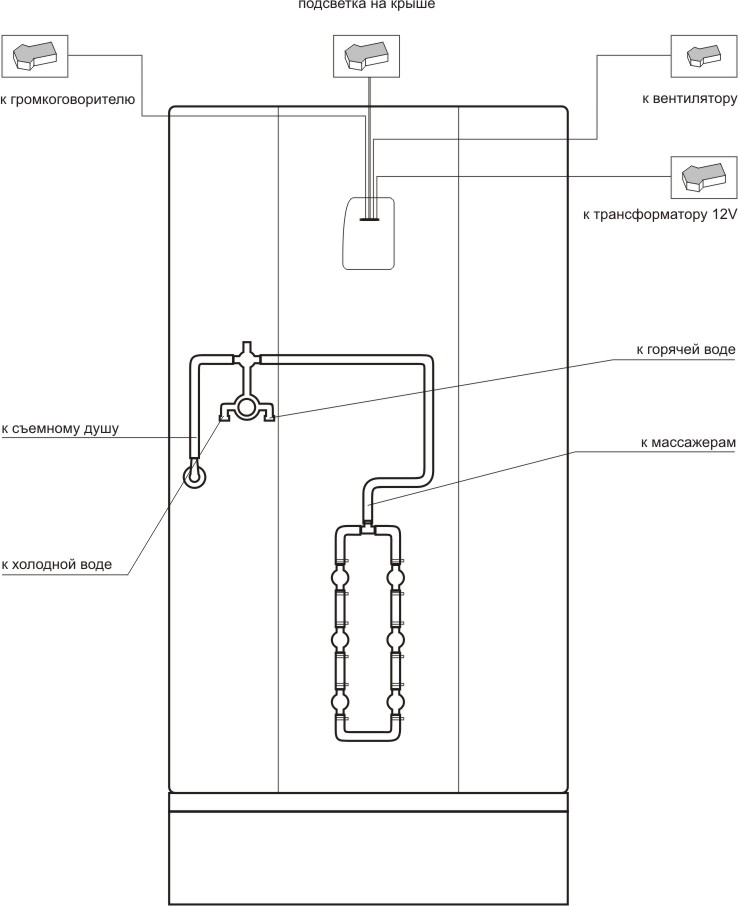 подсветка на крыше
к громкоговорителю
к вентилятору
к трансформатору 12V
к горячей воде
к съемному душу
к массажерам
к холодной воде